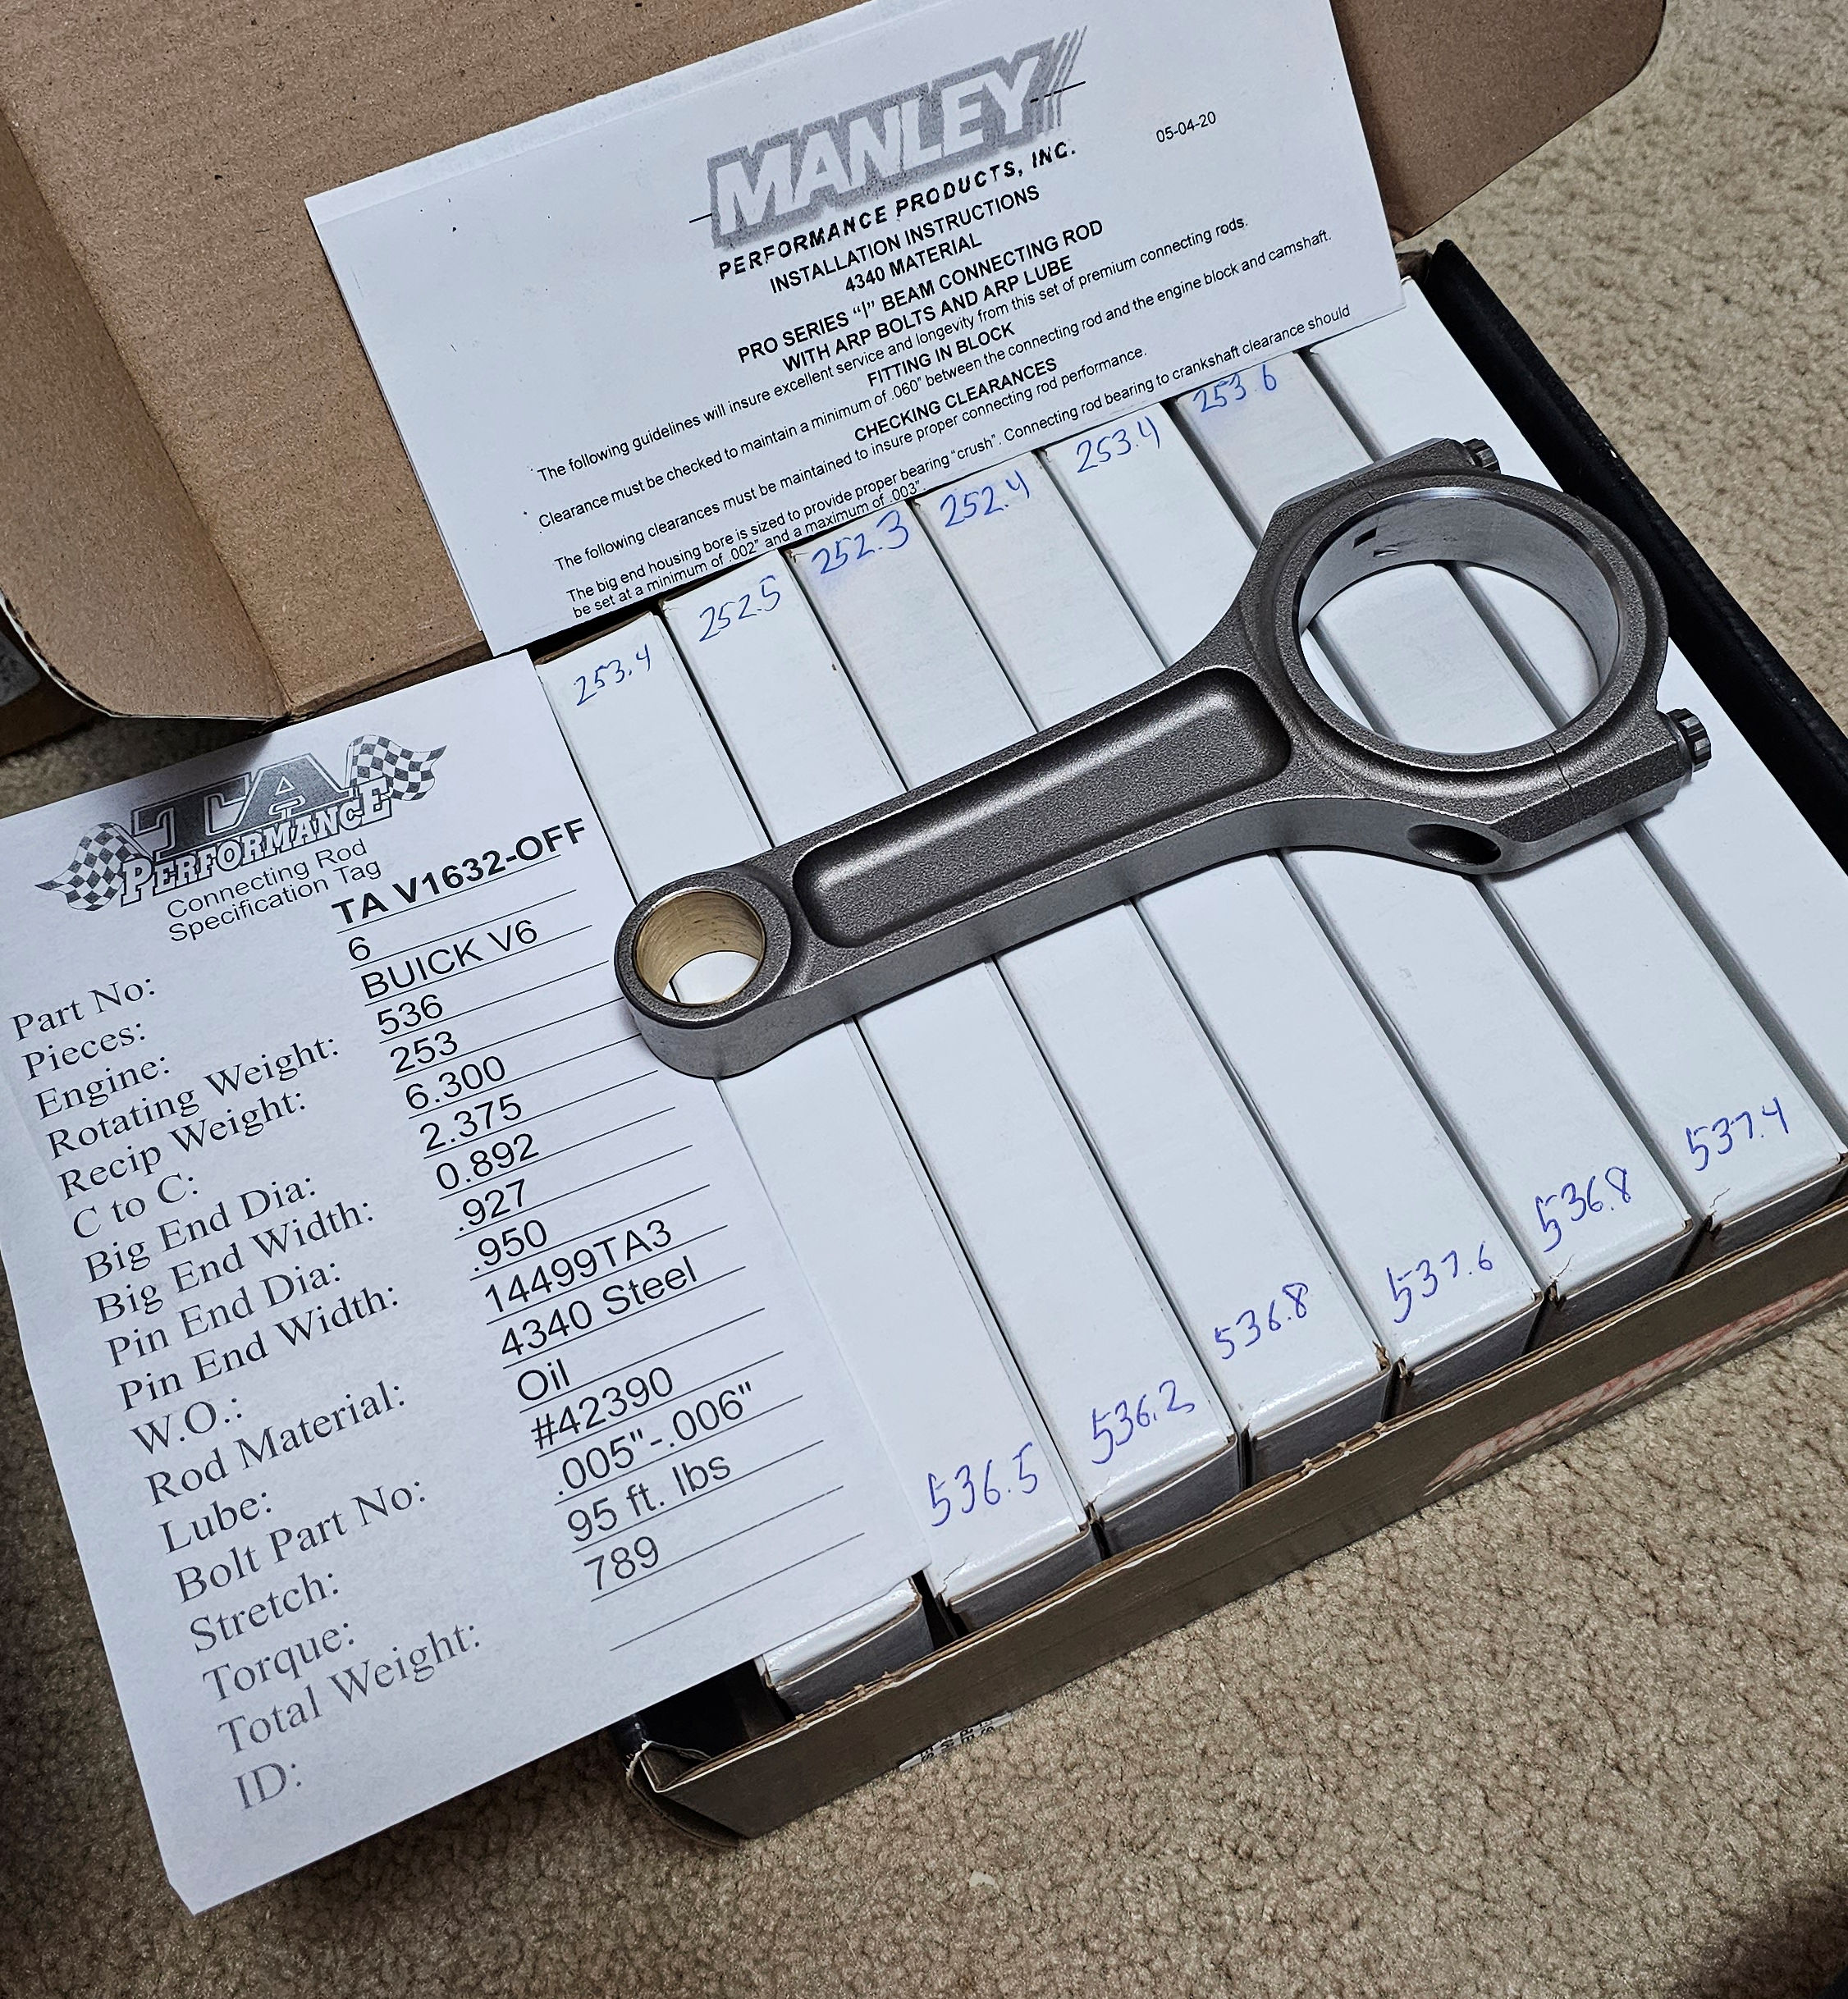 MANLEY
05-04-20
PERFORMANCE PRODUCTS, INC.
INSTALLATION INSTRUCTIONS
4340 MATERIAL
PRO SERIES "I" BEAM CONNECTING ROD
WITH ARP BOLTS AND ARP LUBE
The following guidelines will insure excellent service and longevity from this set of premium connecting rods.
FITTING IN BLOCK
Clearance must be checked to maintain a minimum of .060" between the connecting rod and the engine block and camshaft.
CHECKING CLEARANCES
The following clearances must be maintained to insure proper connecting rod performance.
The big end housing bore is sized to provide proper bearing "crush". Connecting rod bearing to crankshaft clearance should
be set at a minimum of .002" and a maximum of .003".
253.4
252.5
252.3
252.4
253.4
253.6
TA
PERFORMANCE
Connecting Rod
Specification Tag
Part No: TA V1632-OFF
Pieces: 6
Engine: BUICK V6
Rotating Weight: 536
Recip Weight: 253
C to C: 6.300
Big End Dia: 2.375
Big End Width: 0.892
Pin End Dia: .927
Pin End Width: .950
W.O.: 14499TA3
Rod Material: 4340 Steel
Lube: Oil
Bolt Part No: #42390
Stretch: .005"-.006"
Torque: 95 ft. lbs
Total Weight: 789
ID:
536.5
536.2
536.8
537.6
536.8
537.4